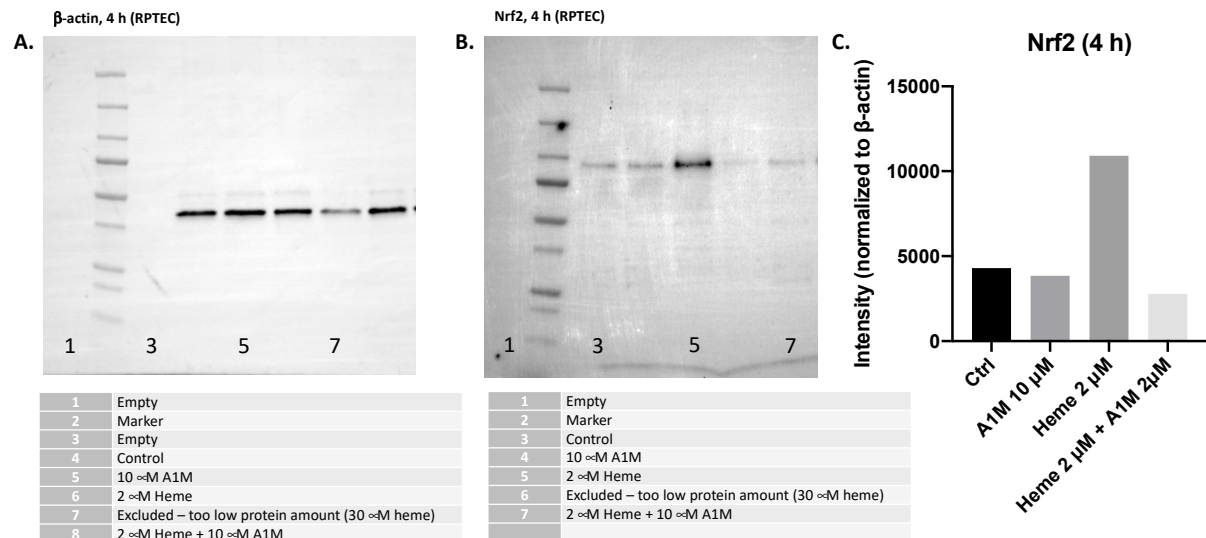 β-actin, 4 h (RPTEC)
A.
1
3
5
7
1 Empty
2 Marker
3 Empty
4 Control
5 10 ∞M A1M
6 2 ∞M Heme
7 Excluded – too low protein amount (30 ∞M heme)
8 2 ∞M Heme + 10 ∞M A1M
Nrf2, 4 h (RPTEC)
B.
1
3
5
7
1 Empty
2 Marker
3 Control
4 10 ∞M A1M
5 2 ∞M Heme
6 Excluded – too low protein amount (30 ∞M heme)
7 2 ∞M Heme + 10 ∞M A1M
C.
Nrf2 (4 h)
Intensity (normalized to β-actin)
15000
10000
5000
0
Ctrl
A1M 10 µM
Heme 2 µM
Heme 2 µM + A1M 2µM